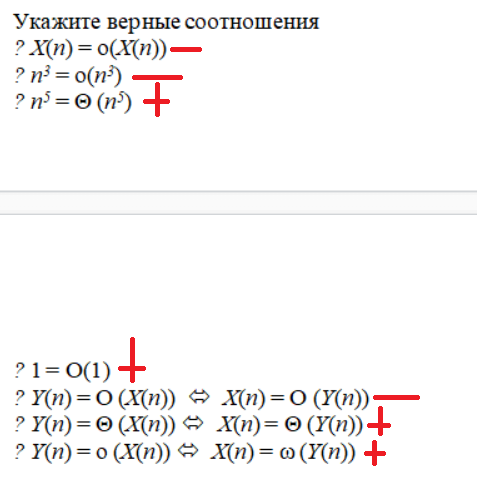 Укажите верные соотношения
? X(n) = o(X(n)) —
? n³ = o(n³) —
? n⁵ = Θ (n⁵) +
? 1 = O(1) +
? Y(n) = O (X(n)) ⇔ X(n) = O (Y(n)) —
? Y(n) = Θ (X(n)) ⇔ X(n) = Θ (Y(n)) +
? Y(n) = o (X(n)) ⇔ X(n) = ω (Y(n)) +